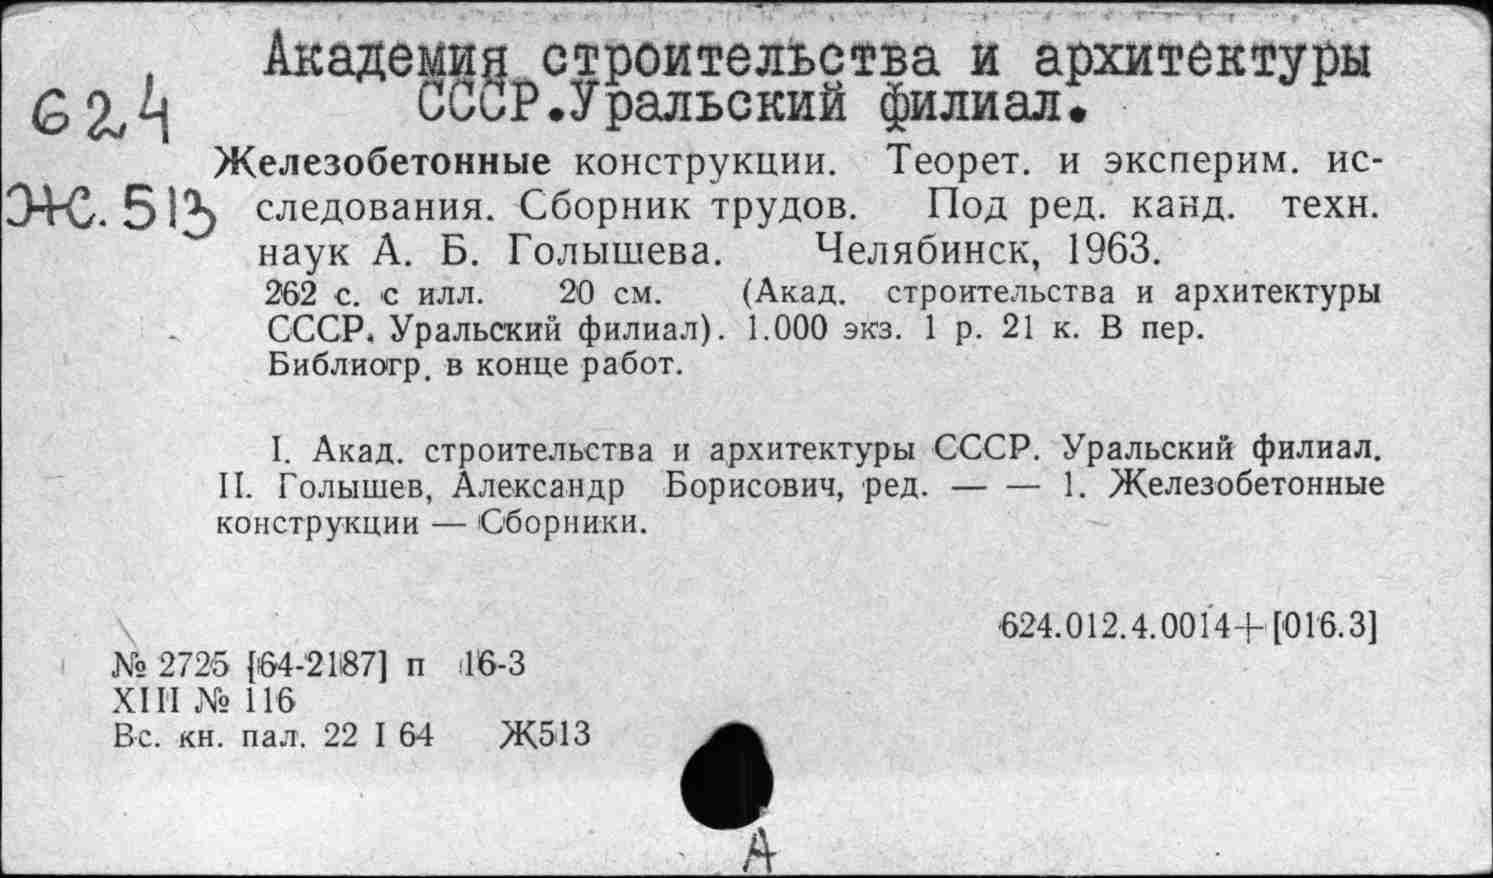 Академия строительства и архитектуры
624 СССР.Уральский филиал.
Железобетонные конструкции. Теорет. и эксперим. ис-
Ж.513 следования. Сборник трудов. Под ред. канд. техн.
наук А. Б. Голышева. Челябинск, 1963.
262 с. с илл. 20 см. (Акад. строительства и архитектуры
СССР. Уральский филиал). 1.000 экз. 1 р. 21 к. В пер.
Библиогр. в конце работ.
I. Акад. строительства и архитектуры СССР. Уральский филиал.
II. Голышев, Александр Борисович, ред. — — 1. Железобетонные
конструкции — Сборники.
624.012.4.0014+[016.3]
№ 2725 [64-2187] п 16-3
XIII № 116
Вс. кн. пал. 22 I 64 Ж513
А